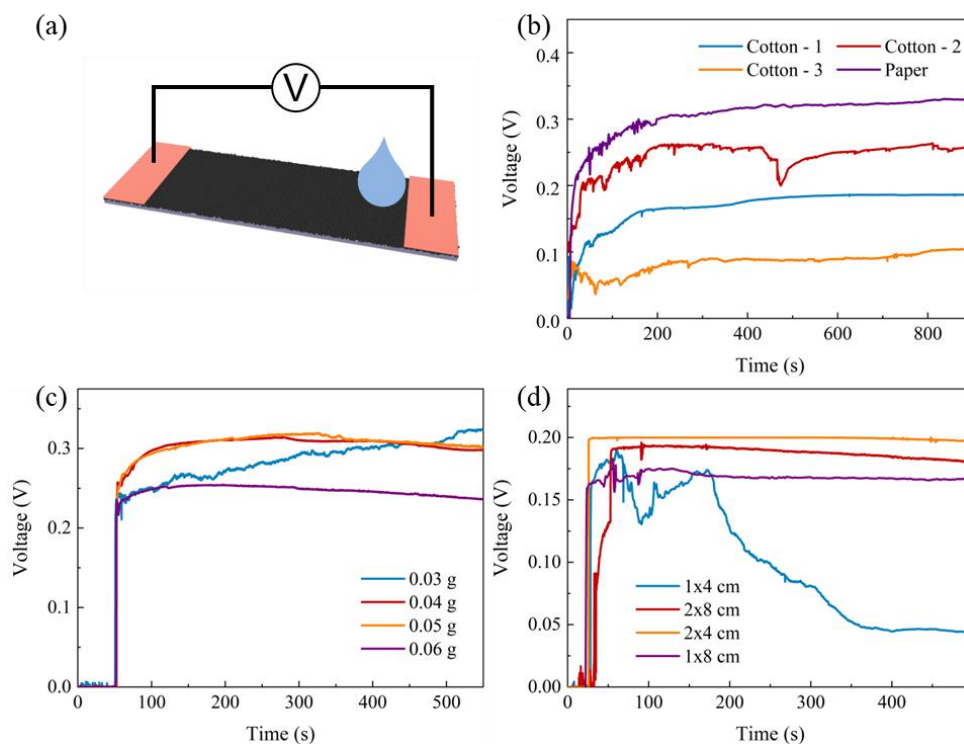 (a)
V
(b)
Cotton - 1
Cotton - 2
Cotton - 3
Paper
0.4
0.3
0.2
0.1
0.0
Voltage (V)
0 200 400 600 800
Time (s)
(c)
0.3
0.2
0.1
0.0
Voltage (V)
0.03 g
0.04 g
0.05 g
0.06 g
0 100 200 300 400 500
Time (s)
(d)
0.20
0.15
0.10
0.05
0.00
Voltage (V)
1x4 cm
2x8 cm
2x4 cm
1x8 cm
0 100 200 300 400
Time (s)